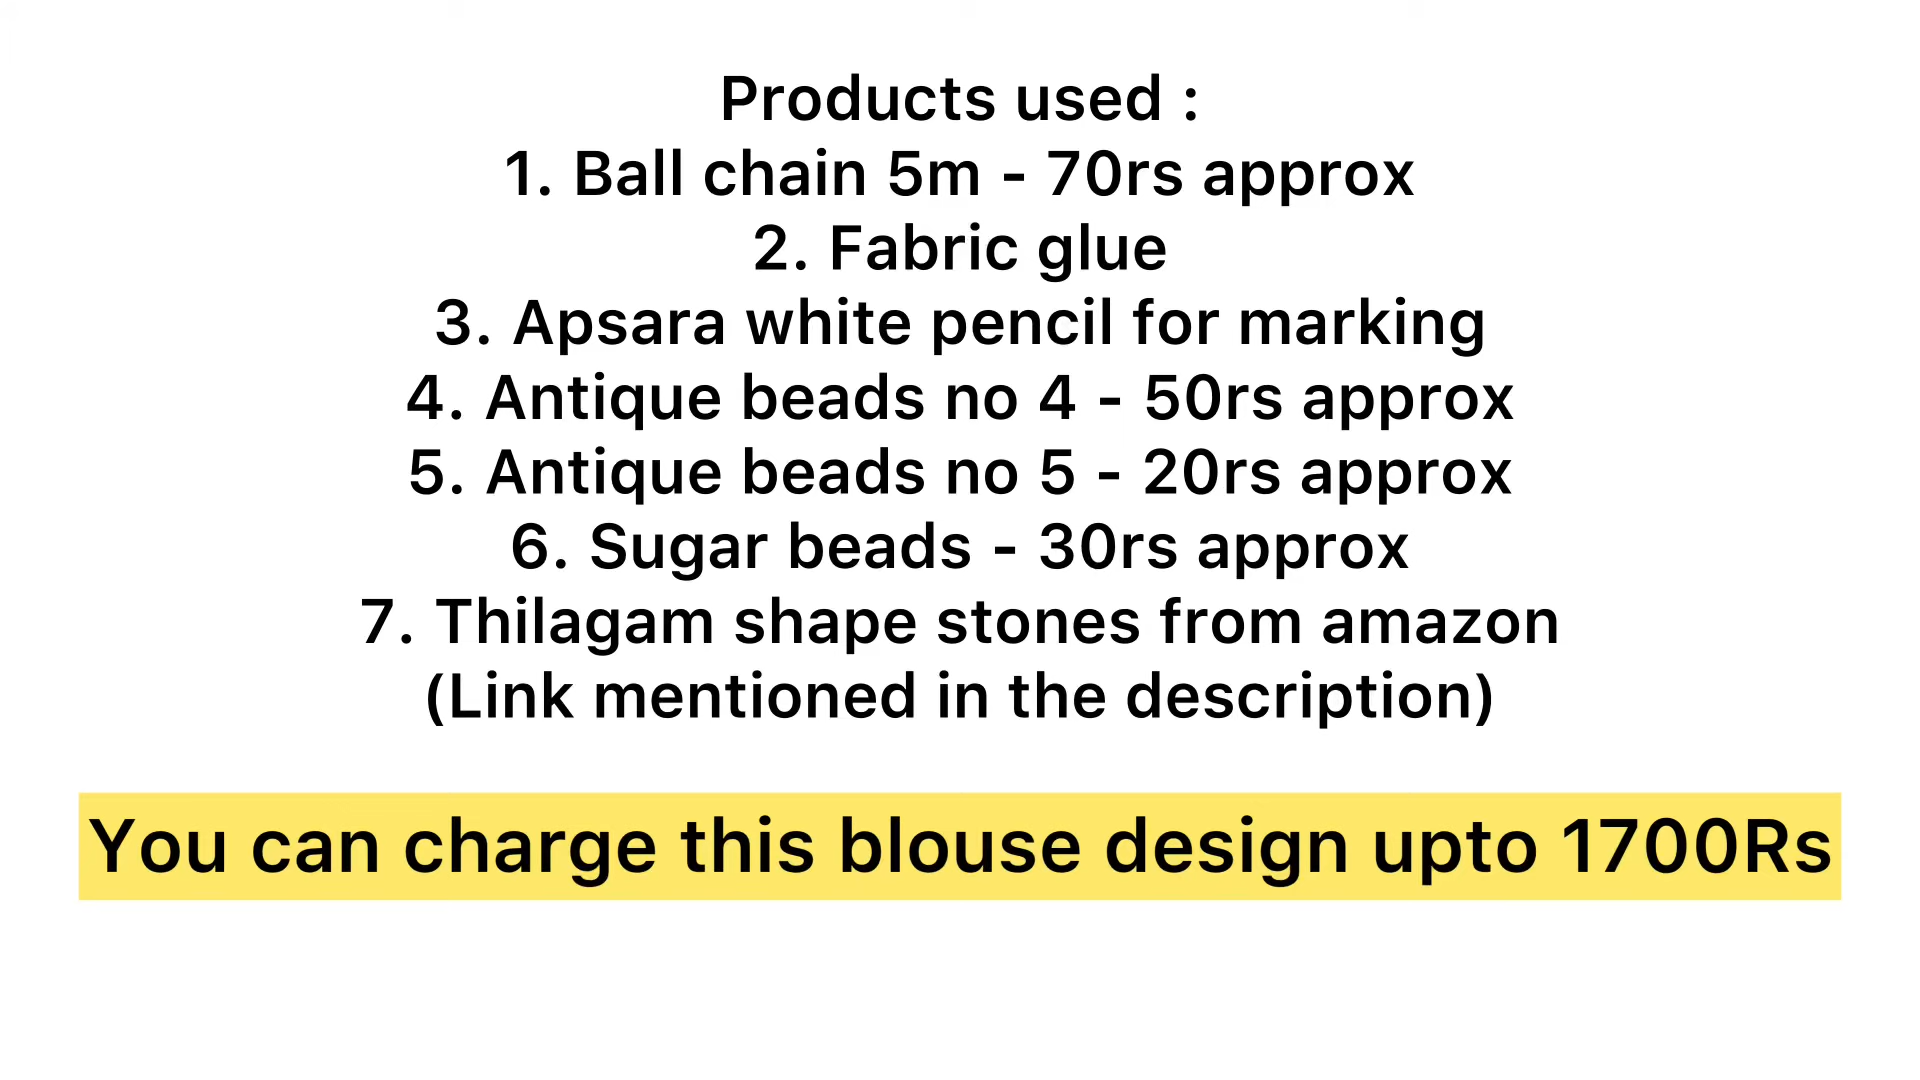 Products used :
1. Ball chain 5m - 70rs approx
2. Fabric glue
3. Apsara white pencil for marking
4. Antique beads no 4 - 50rs approx
5. Antique beads no 5 - 20rs approx
6. Sugar beads - 30rs approx
7. Thilagam shape stones from amazon
(Link mentioned in the description)
You can charge this blouse design upto 1700Rs